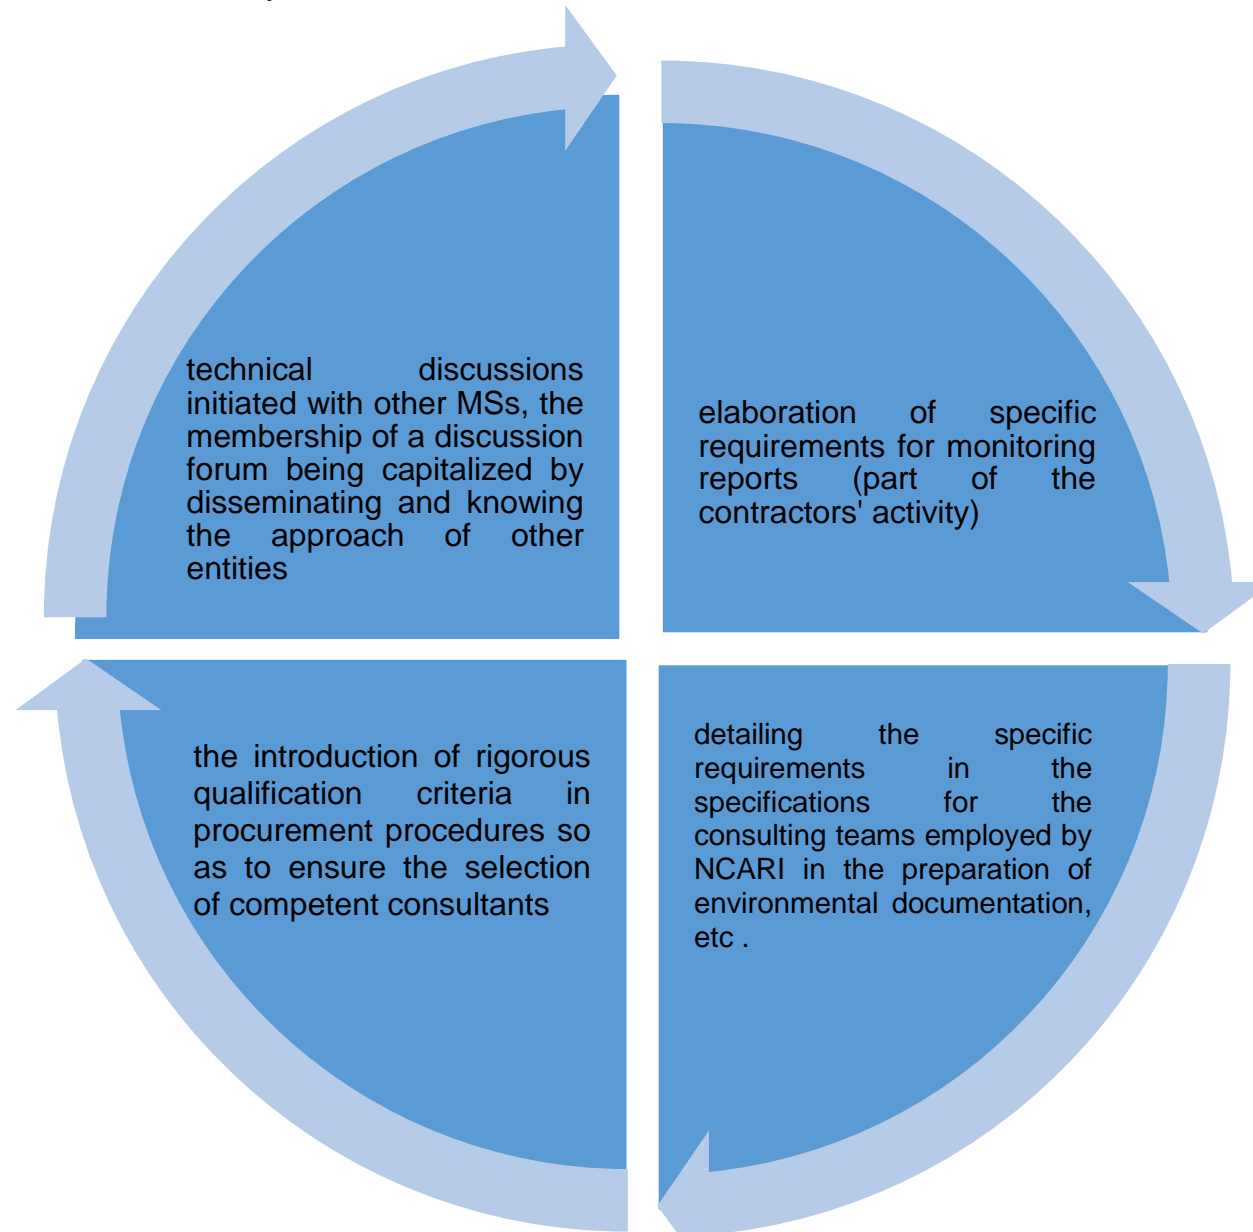 technical discussions
initiated with other MSs, the
membership of a discussion
forum being capitalized by
disseminating and knowing
the approach of other
entities
elaboration of specific
requirements for monitoring
reports (part of the
contractors' activity)
detailing the specific
requirements in the
specifications for the
consulting teams employed by
NCARI in the preparation of
environmental documentation,
etc .
the introduction of rigorous
qualification criteria in
procurement procedures so
as to ensure the selection
of competent consultants